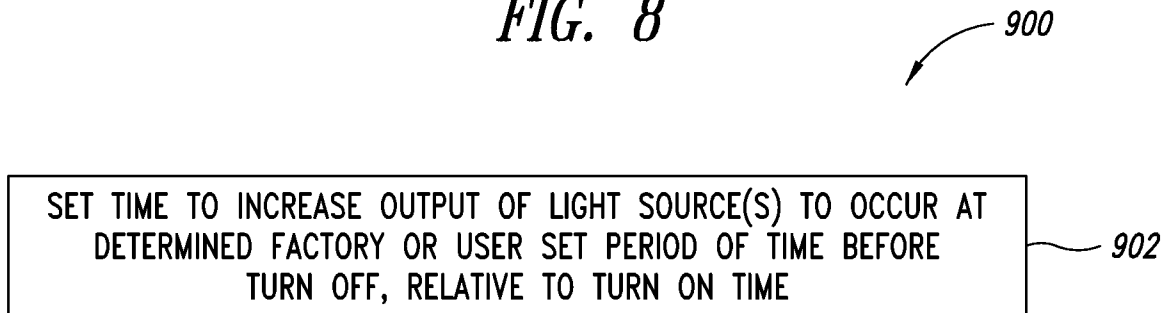 FIG. 8
900
SET TIME TO INCREASE OUTPUT OF LIGHT SOURCE(S) TO OCCUR AT
DETERMINED FACTORY OR USER SET PERIOD OF TIME BEFORE
TURN OFF, RELATIVE TO TURN ON TIME
902